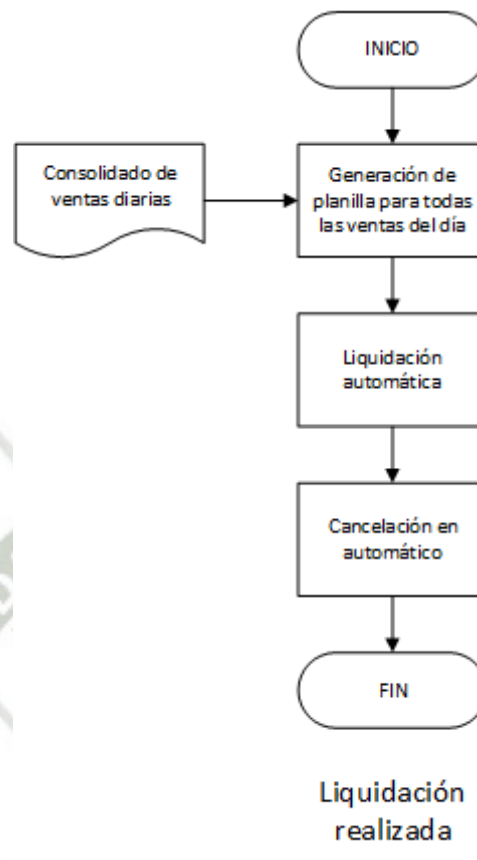 INICIO
Consolidado de
ventas diarias
Generación de
planilla para todas
las ventas del día
Liquidación
automática
Cancelación en
automático
FIN
Liquidación
realizada